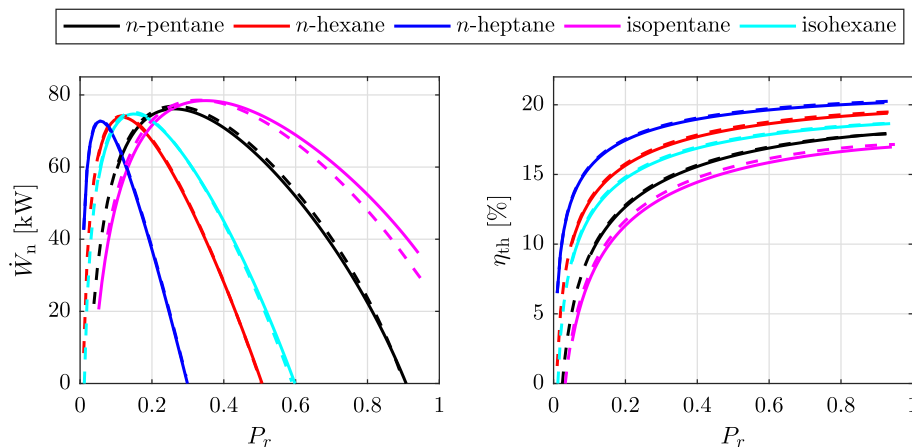 n-pentane n-hexane n-heptane isopentane isohexane
80
60
40
20
0
0 0.2 0.4 0.6 0.8 1
Ẇn [kW]
Pr
20
15
10
5
0
0 0.2 0.4 0.6 0.8 1
ηth [%]
Pr